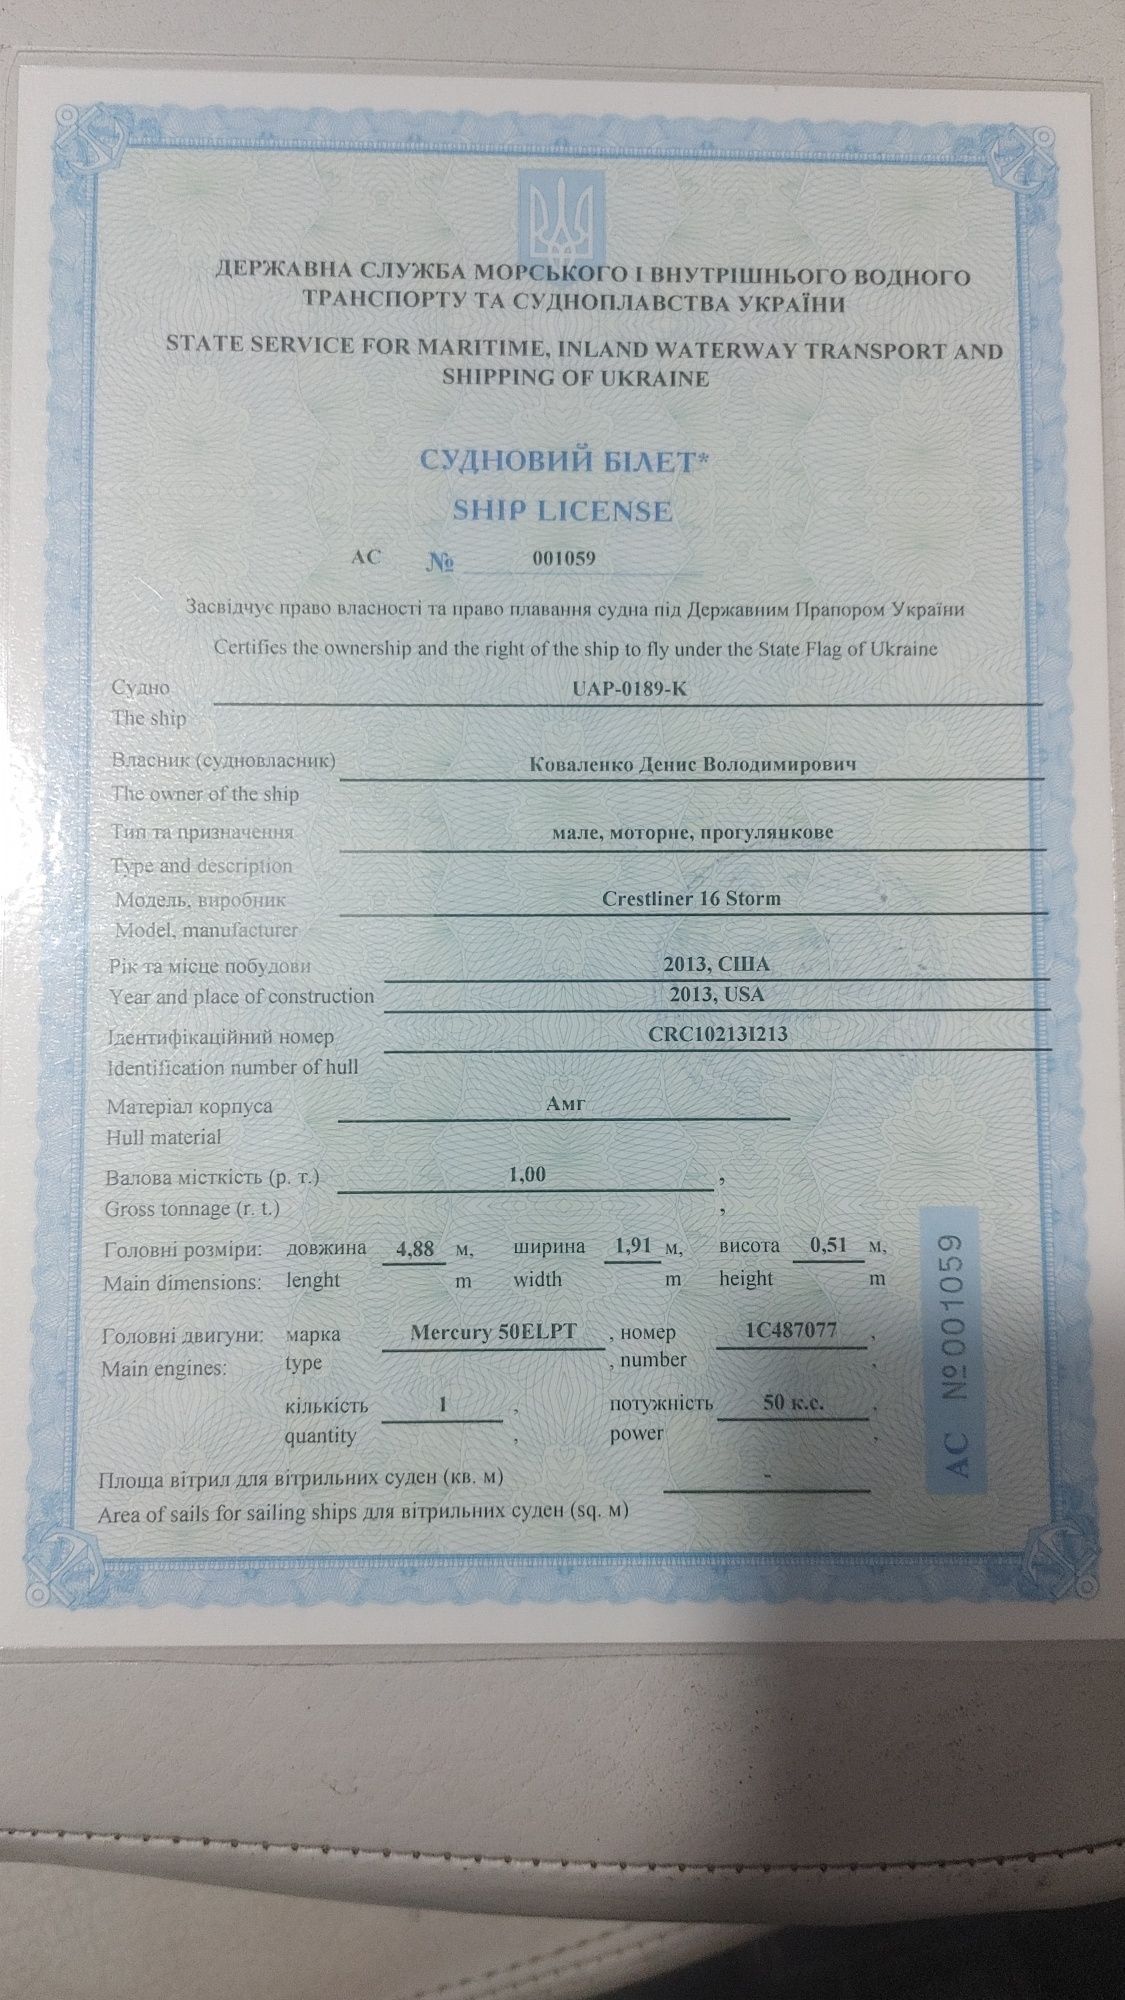 ДЕРЖАВНА СЛУЖБА МОРСЬКОГО І ВНУТРІШНЬОГО ВОДНОГО
ТРАНСПОРТУ ТА СУДНОПЛАВСТВА УКРАЇНИ
STATE SERVICE FOR MARITIME, INLAND WATERWAY TRANSPORT AND
SHIPPING OF UKRAINE
СУДНОВИЙ БІЛЕТ*
SHIP LICENSE
АС № 001059
Засвідчує право власності та право плавання судна під Державним Прапором України
Certifies the ownership and the right of the ship to fly under the State Flag of Ukraine
Судно UAP-0189-K
The ship
Власник (судновласник) Коваленко Денис Володимирович
The owner of the ship
Тип та призначення мале, моторне, прогулянкове
Type and description
Модель, виробник Crestliner 16 Storm
Model, manufacturer
Рік та місце побудови 2013, США
Year and place of construction 2013, USA
Ідентифікаційний номер CRC10213I213
Identification number of hull
Матеріал корпуса Амг
Hull material
Валова місткість (р. т.) 1,00 ,
Gross tonnage (r. t.) ,
Головні розміри: довжина 4,88 м, ширина 1,91 м, висота 0,51 м,
Main dimensions: lenght m width m height m
Головні двигуни: марка Mercury 50ELPT , номер 1C487077 ,
Main engines: type , number ,
кількість 1 , потужність 50 к.с. ,
quantity , power ,
Площа вітрил для вітрильних суден (кв. м) -
Area of sails for sailing ships для вітрильних суден (sq. м)
АС №001059